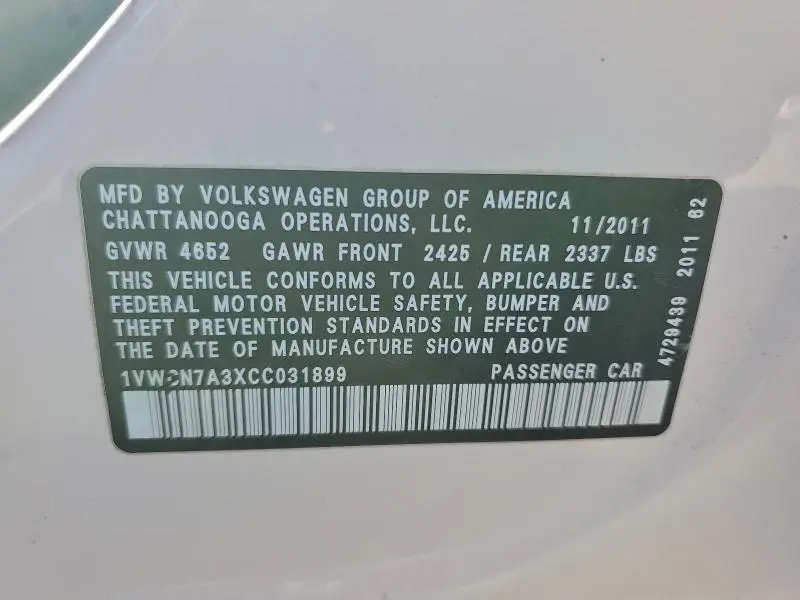 MFD BY VOLKSWAGEN GROUP OF AMERICA
CHATTANOOGA OPERATIONS, LLC. 11/2011
GVWR 4652 GAWR FRONT 2425 / REAR 2337 LBS
THIS VEHICLE CONFORMS TO ALL APPLICABLE U.S.
FEDERAL MOTOR VEHICLE SAFETY, BUMPER AND
THEFT PREVENTION STANDARDS IN EFFECT ON
THE DATE OF MANUFACTURE SHOWN ABOVE
1VWCN7A3XCC031899 PASSENGER CAR
4729439 2011 62